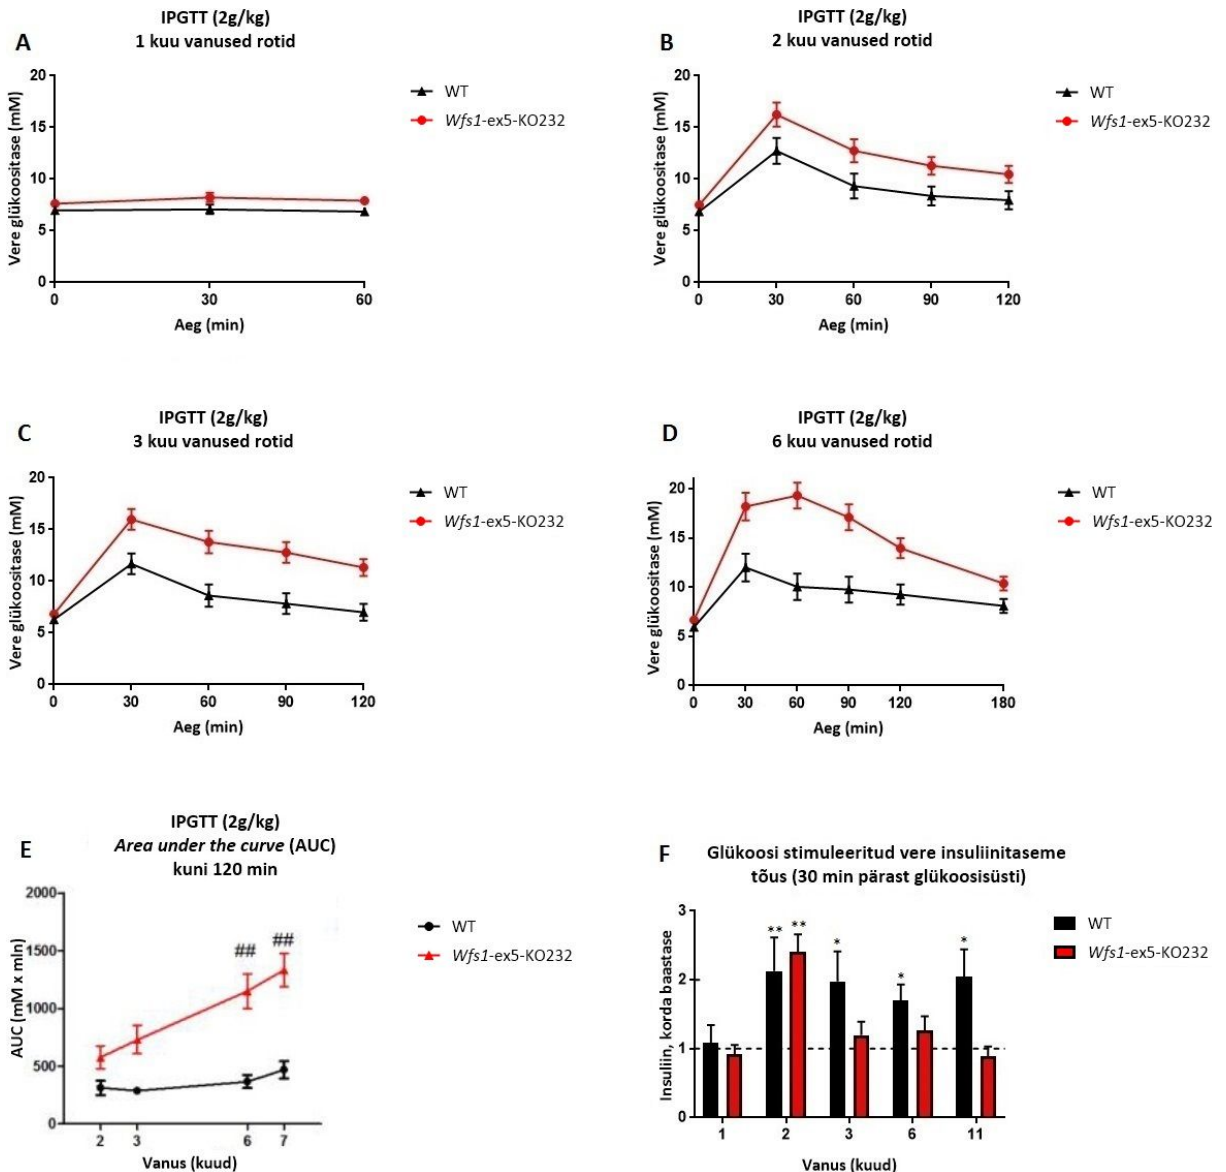 A
IPGTT (2g/kg)
1 kuu vanused rotid
Vere glükoositase (mM)
20
15
10
5
0
0 30 60
Aeg (min)
WT
Wfs1-ex5-KO232
B
IPGTT (2g/kg)
2 kuu vanused rotid
Vere glükoositase (mM)
20
15
10
5
0
0 30 60 90 120
Aeg (min)
WT
Wfs1-ex5-KO232
C
IPGTT (2g/kg)
3 kuu vanused rotid
Vere glükoositase (mM)
20
15
10
5
0
0 30 60 90 120
Aeg (min)
WT
Wfs1-ex5-KO232
D
IPGTT (2g/kg)
6 kuu vanused rotid
Vere glükoositase (mM)
20
15
10
5
0
0 30 60 90 120 180
Aeg (min)
WT
Wfs1-ex5-KO232
E
IPGTT (2g/kg)
Area under the curve (AUC)
kuni 120 min
AUC (mM x min)
2000
1500
1000
500
0
## ##
2 3 6 7
Vanus (kuud)
WT
Wfs1-ex5-KO232
F
Glükoosi stimuleeritud vere insuliinitaseme
tõus (30 min pärast glükoosisüsti)
Insuliin, korda baastase
3
2
1
0
** ** * * *
1 2 3 6 11
Vanus (kuud)
WT
Wfs1-ex5-KO232